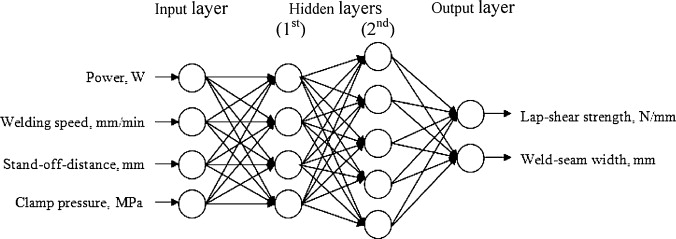 Input layer
Hidden layers
Output layer
(1st)
(2nd)
Power, W
Welding speed, mm/min
Stand-off-distance, mm
Clamp pressure, MPa
Lap-shear strength, N/mm
Weld-seam width, mm